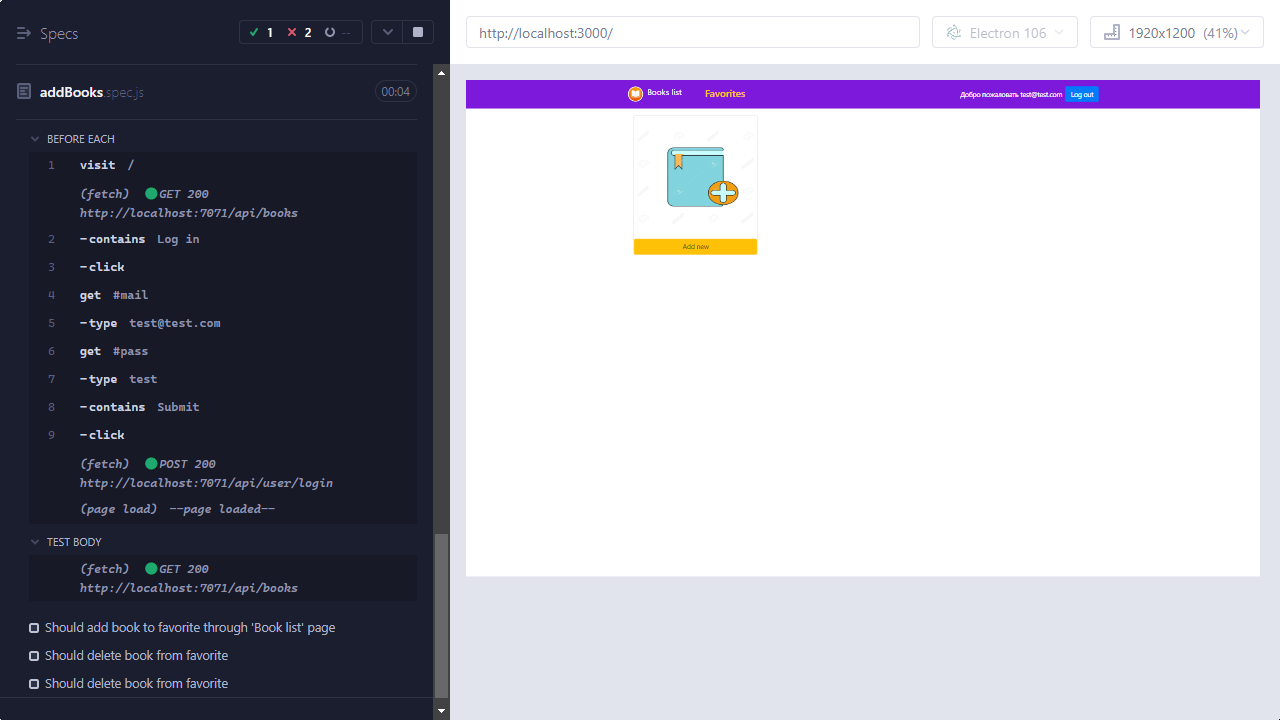 Specs
1 2 --
addBooks.spec.js 00:04
BEFORE EACH
1 visit /
(fetch) GET 200
http://localhost:7071/api/books
2 -contains Log in
3 -click
4 get #mail
5 -type test@test.com
6 get #pass
7 -type test
8 -contains Submit
9 -click
(fetch) POST 200
http://localhost:7071/api/user/login
(page load) --page loaded--
TEST BODY
(fetch) GET 200
http://localhost:7071/api/books
Should add book to favorite through 'Book list' page
Should delete book from favorite
Should delete book from favorite
http://localhost:3000/
Electron 106
1920x1200 (41%)
Books list Favorites Добро пожаловать test@test.com Log out
Add new